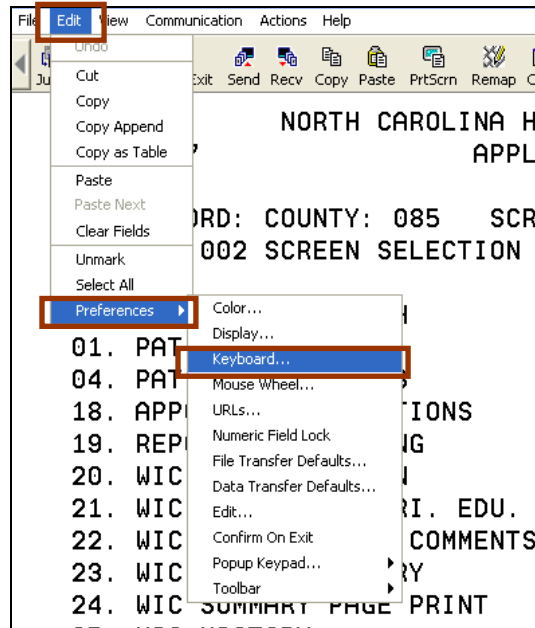 File Edit View Communication Actions Help
Undo
Cut
Copy
Copy Append
Copy as Table
Paste
Paste Next
Clear Fields
Unmark
Select All
Preferences
Ju
Exit Send Recv Copy Paste PrtScrn Remap
NORTH CAROLINA H
APPL
ORD: COUNTY: 085 SCR
002 SCREEN SELECTION
Color...
Display...
Keyboard...
Mouse Wheel...
URLs...
Numeric Field Lock
File Transfer Defaults...
Data Transfer Defaults...
Edit...
Confirm On Exit
Popup Keypad...
Toolbar
H
01. PAT
04. PAT S
18. APPO TIONS
19. REP NG
20. WIC N
21. WIC RI. EDU.
22. WIC COMMENTS
23. WIC RY
24. WIC SUMMARY PAGE PRINT